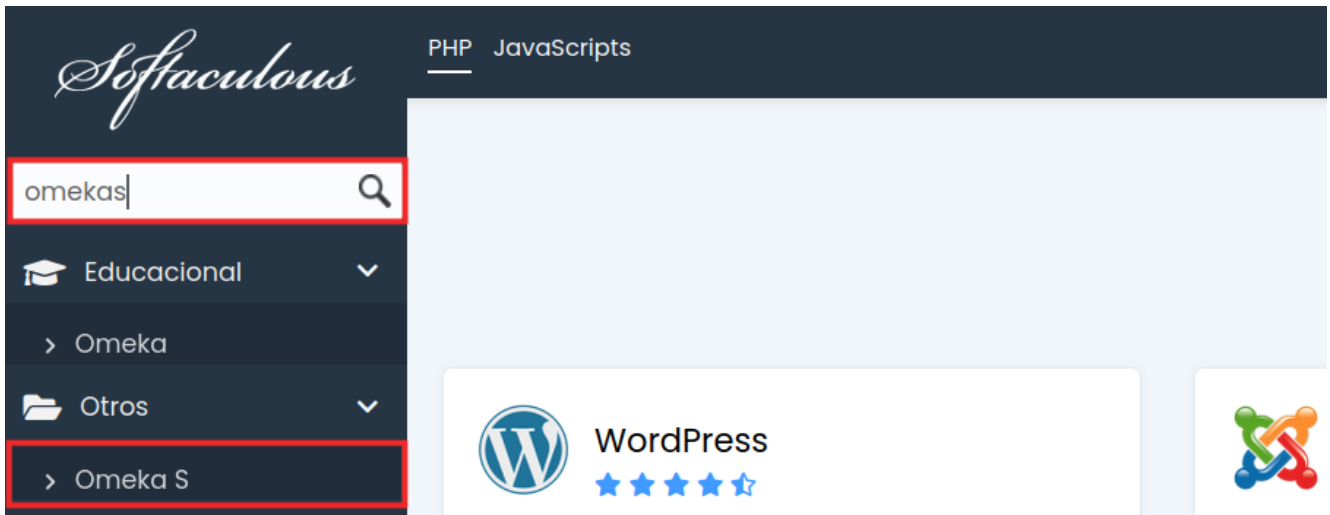 Softaculous
PHP JavaScripts
omekas
Educacional
Omeka
Otros
Omeka S
WordPress